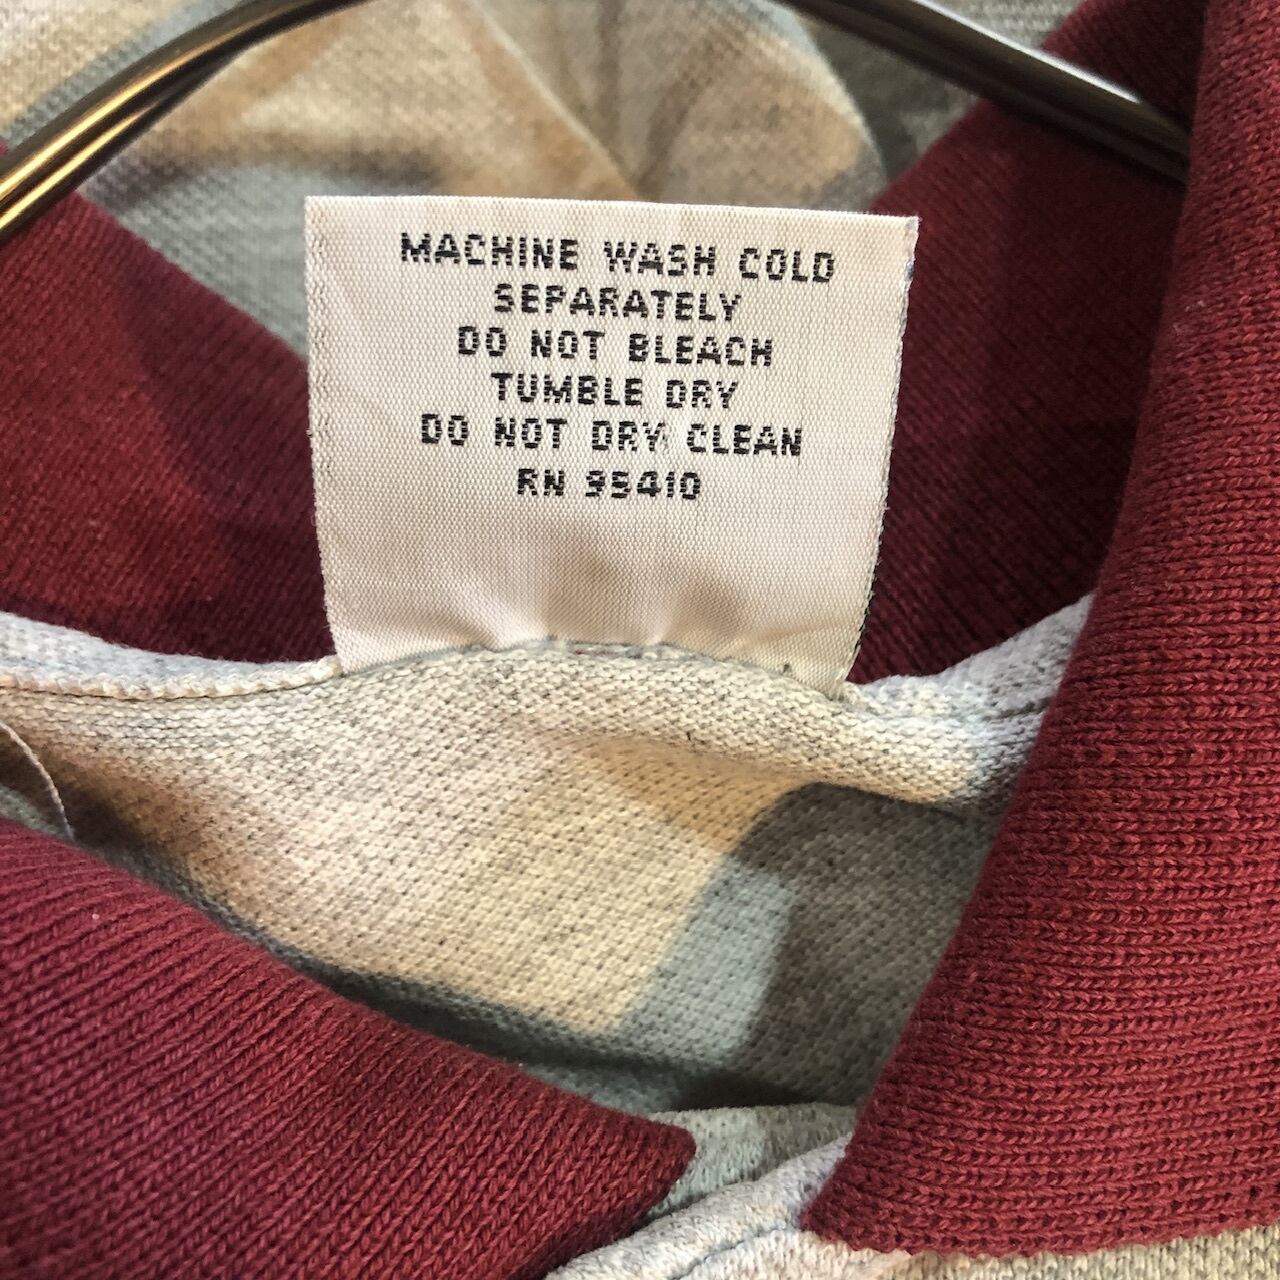 MACHINE WASH COLD
SEPARATELY
DO NOT BLEACH
TUMBLE DRY
DO NOT DRY CLEAN
RN 95410